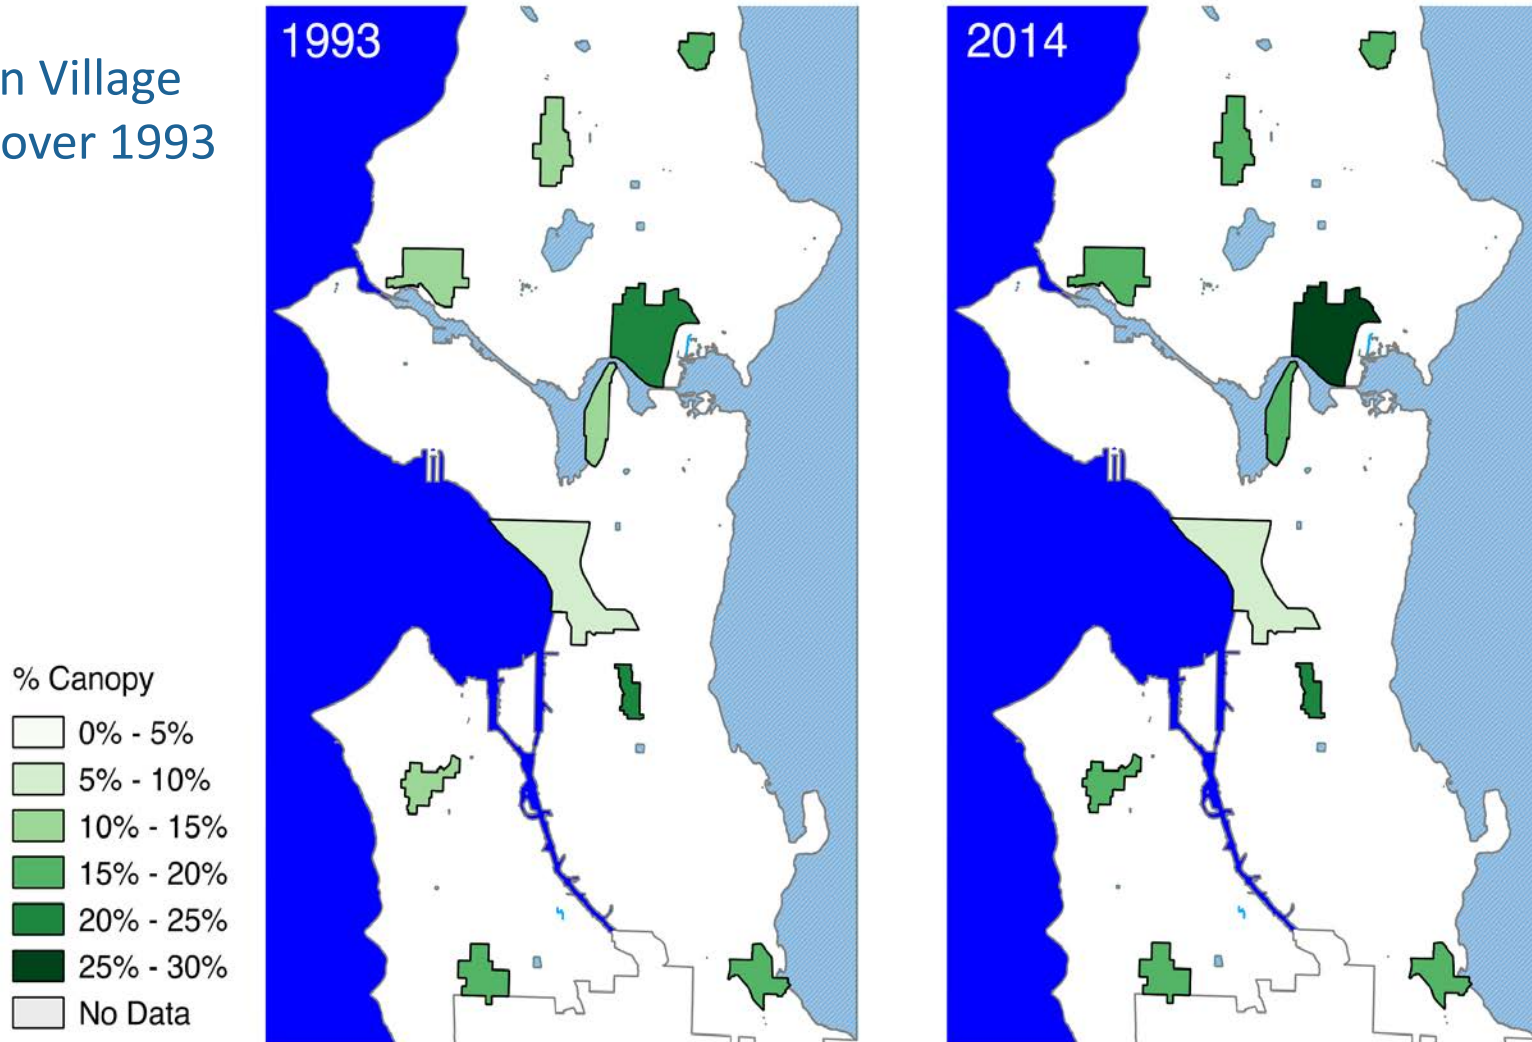 n Village
over 1993
1993
2014
% Canopy
0% - 5%
5% - 10%
10% - 15%
15% - 20%
20% - 25%
25% - 30%
No Data